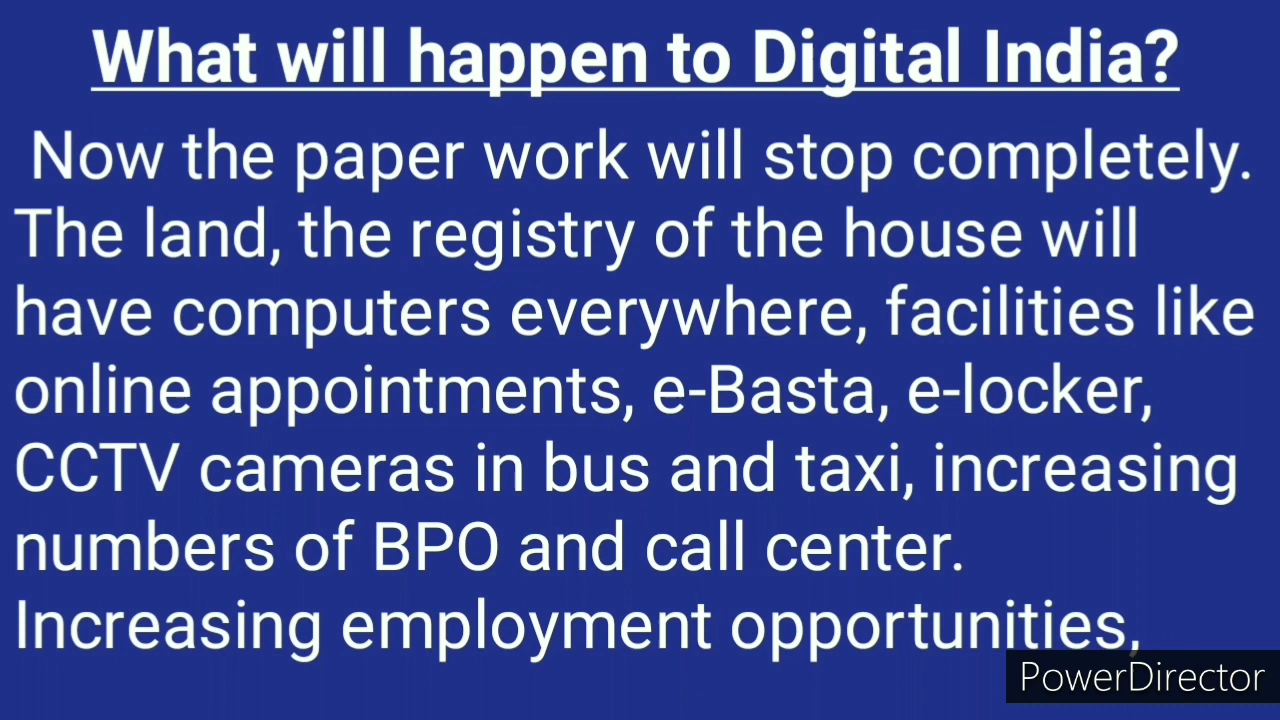 What will happen to Digital India?
Now the paper work will stop completely.
The land, the registry of the house will
have computers everywhere, facilities like
online appointments, e-Basta, e-locker,
CCTV cameras in bus and taxi, increasing
numbers of BPO and call center.
Increasing employment opportunities,
PowerDirector